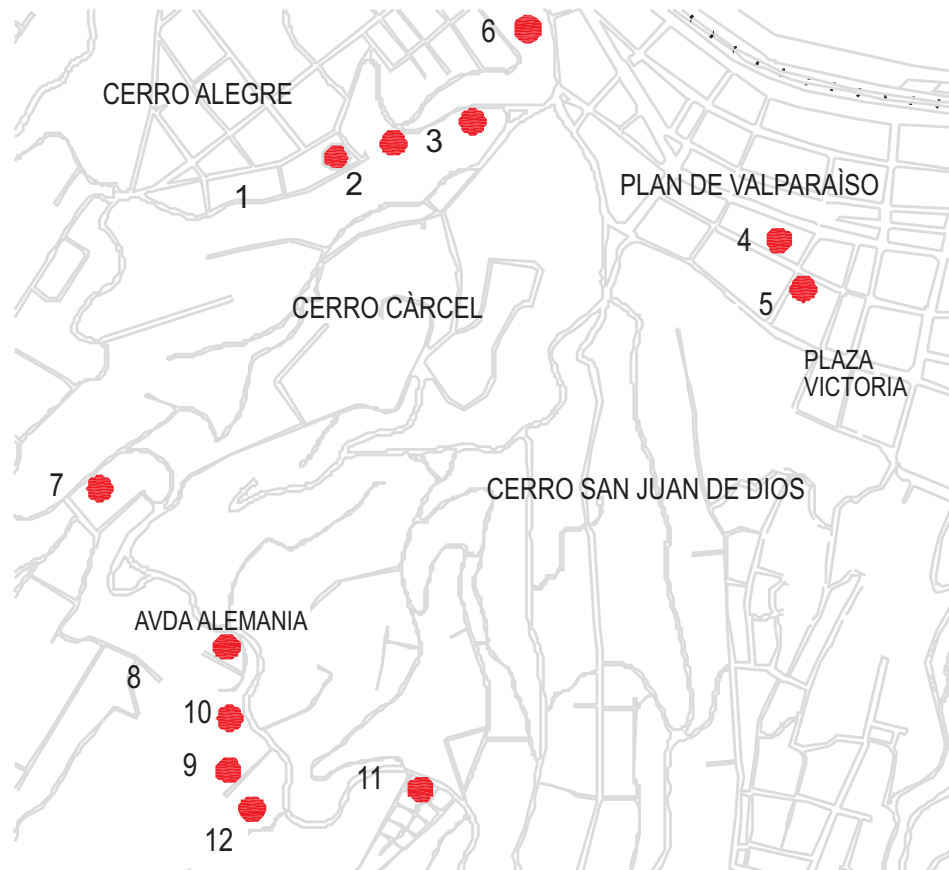 6
CERRO ALEGRE
3
2
1
PLAN DE VALPARAÌSO
4
5
CERRO CÀRCEL
PLAZA
VICTORIA
7
CERRO SAN JUAN DE DIOS
AVDA ALEMANIA
8
10
9
11
12